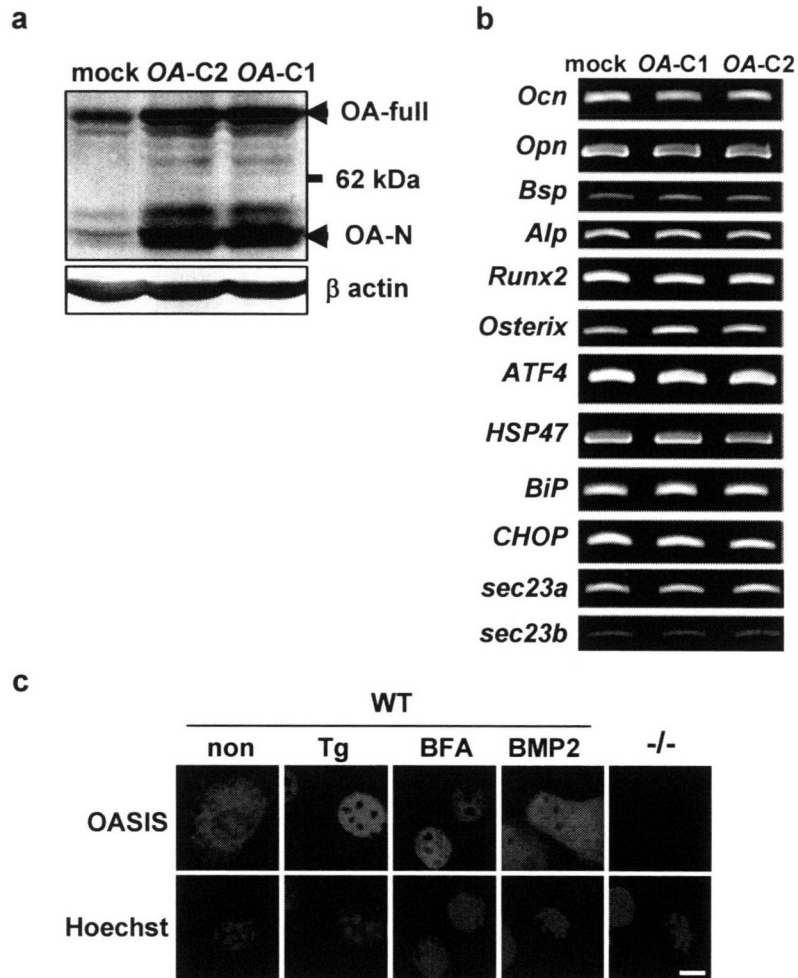 a
mock OA-C2 OA-C1
OA-full
62 kDa
OA-N
β actin
b
mock OA-C1 OA-C2
Ocn
Opn
Bsp
Alp
Runx2
Osterix
ATF4
HSP47
BiP
CHOP
sec23a
sec23b
c
WT
non Tg BFA BMP2 -/-
OASIS
Hoechst